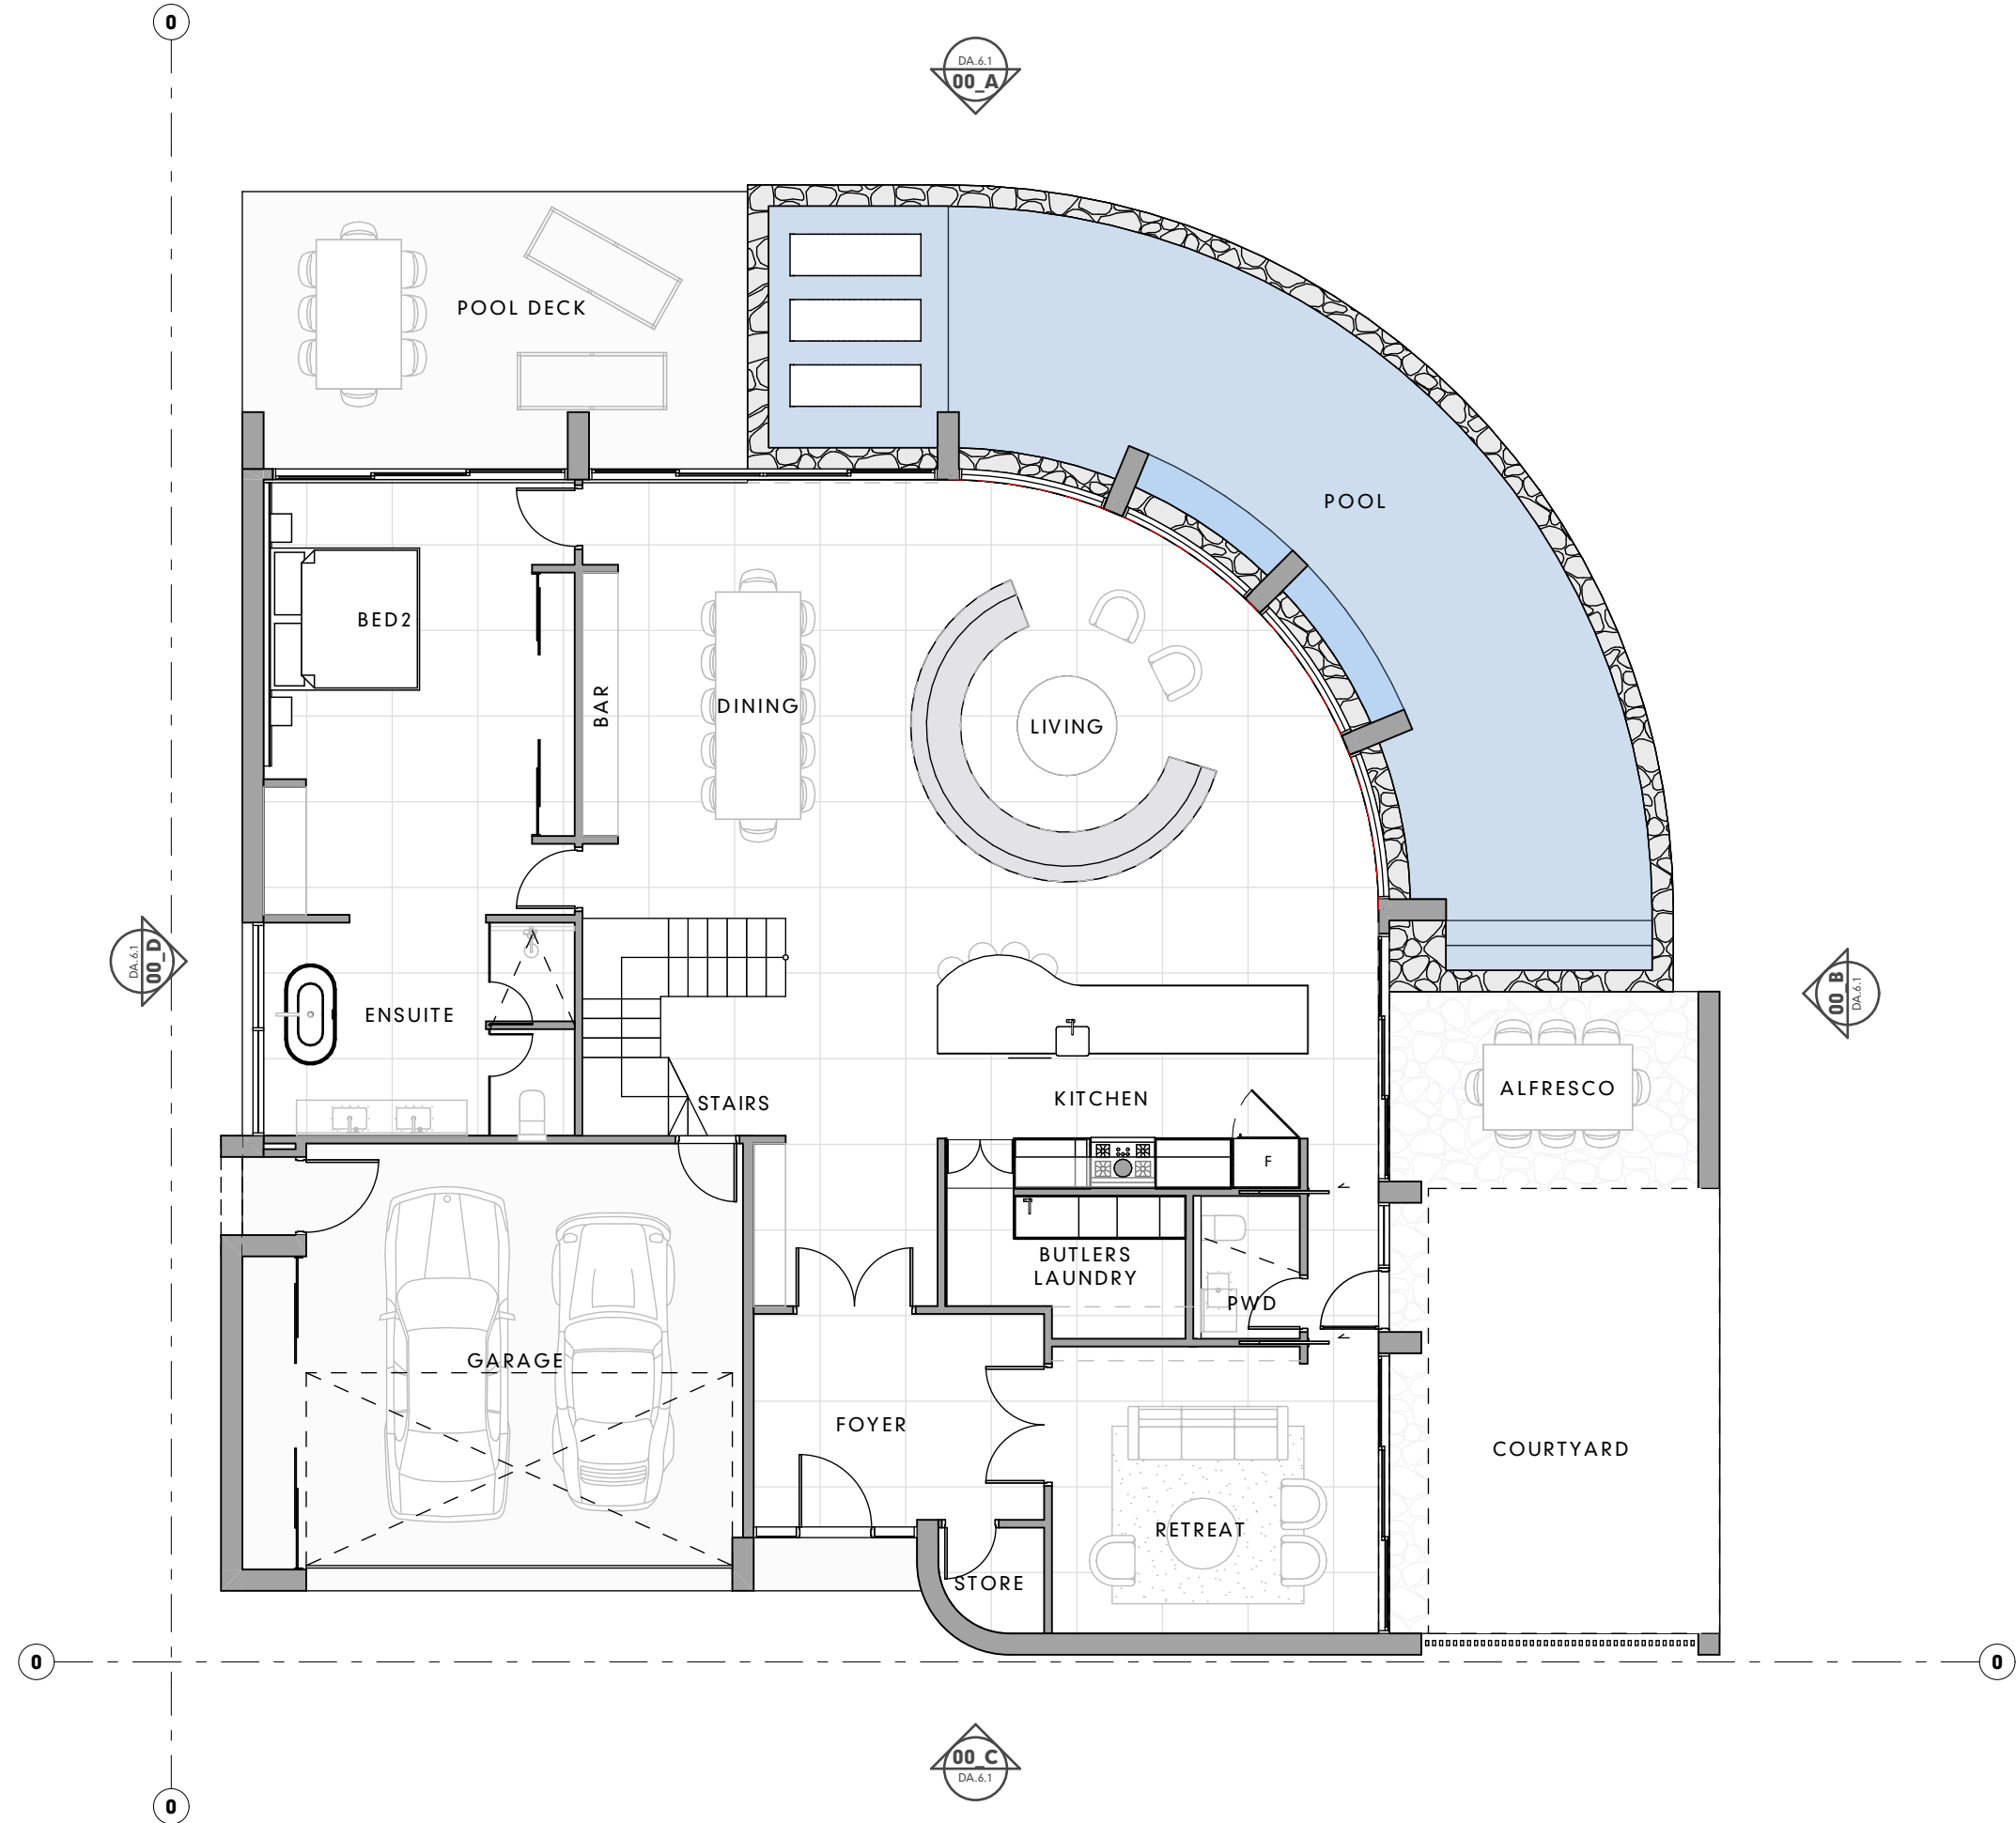 0
DA.6.1
00_A
POOL DECK
POOL
BED2
BAR
DINING
LIVING
DA.6.1
00_D
ENSUITE
00_B
DA.6.1
STAIRS
KITCHEN
ALFRESCO
F
BUTLERS
LAUNDRY
PWD
GARAGE
FOYER
COURTYARD
RETREAT
STORE
0
0
00_C
DA.6.1
0